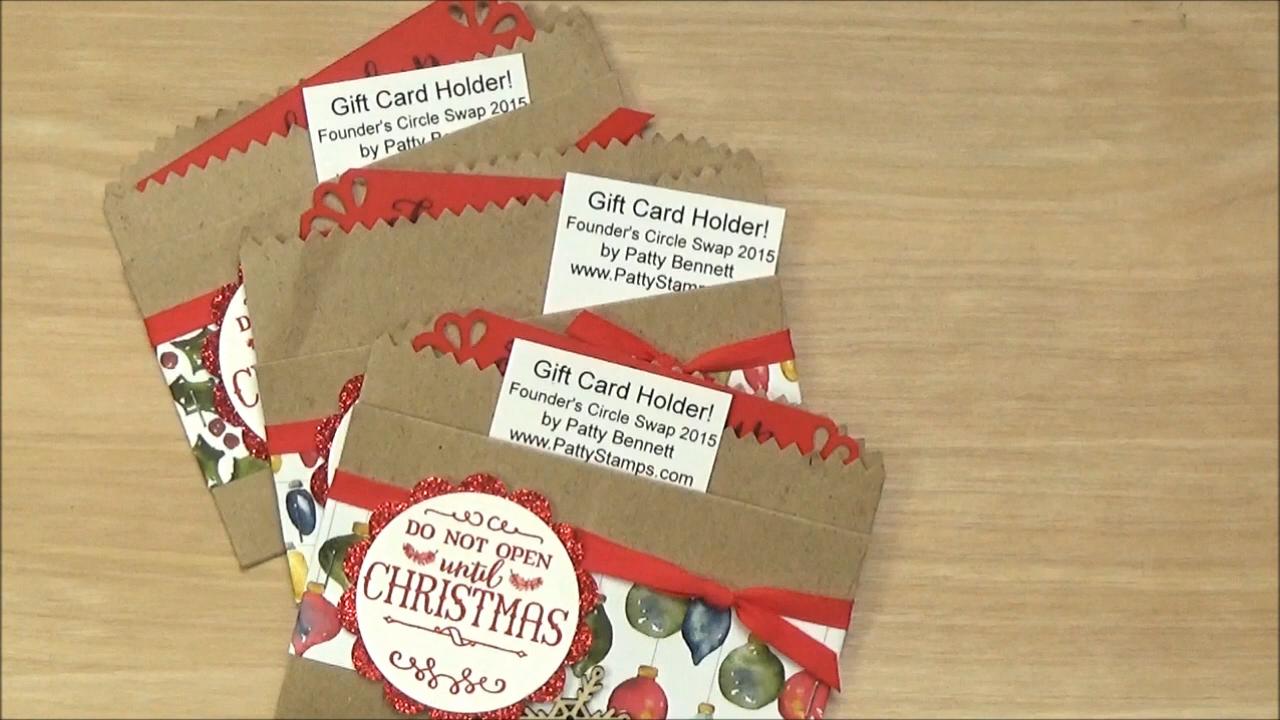 Gift Card Holder!
Founder's Circle Swap 2015
by Patty
Gift Card Holder!
Founder's Circle Swap 2015
by Patty Bennett
www.PattyStamp
Gift Card Holder!
Founder's Circle Swap 2015
by Patty Bennett
www.PattyStamps.com
DO NOT OPEN
until
CHRISTMAS